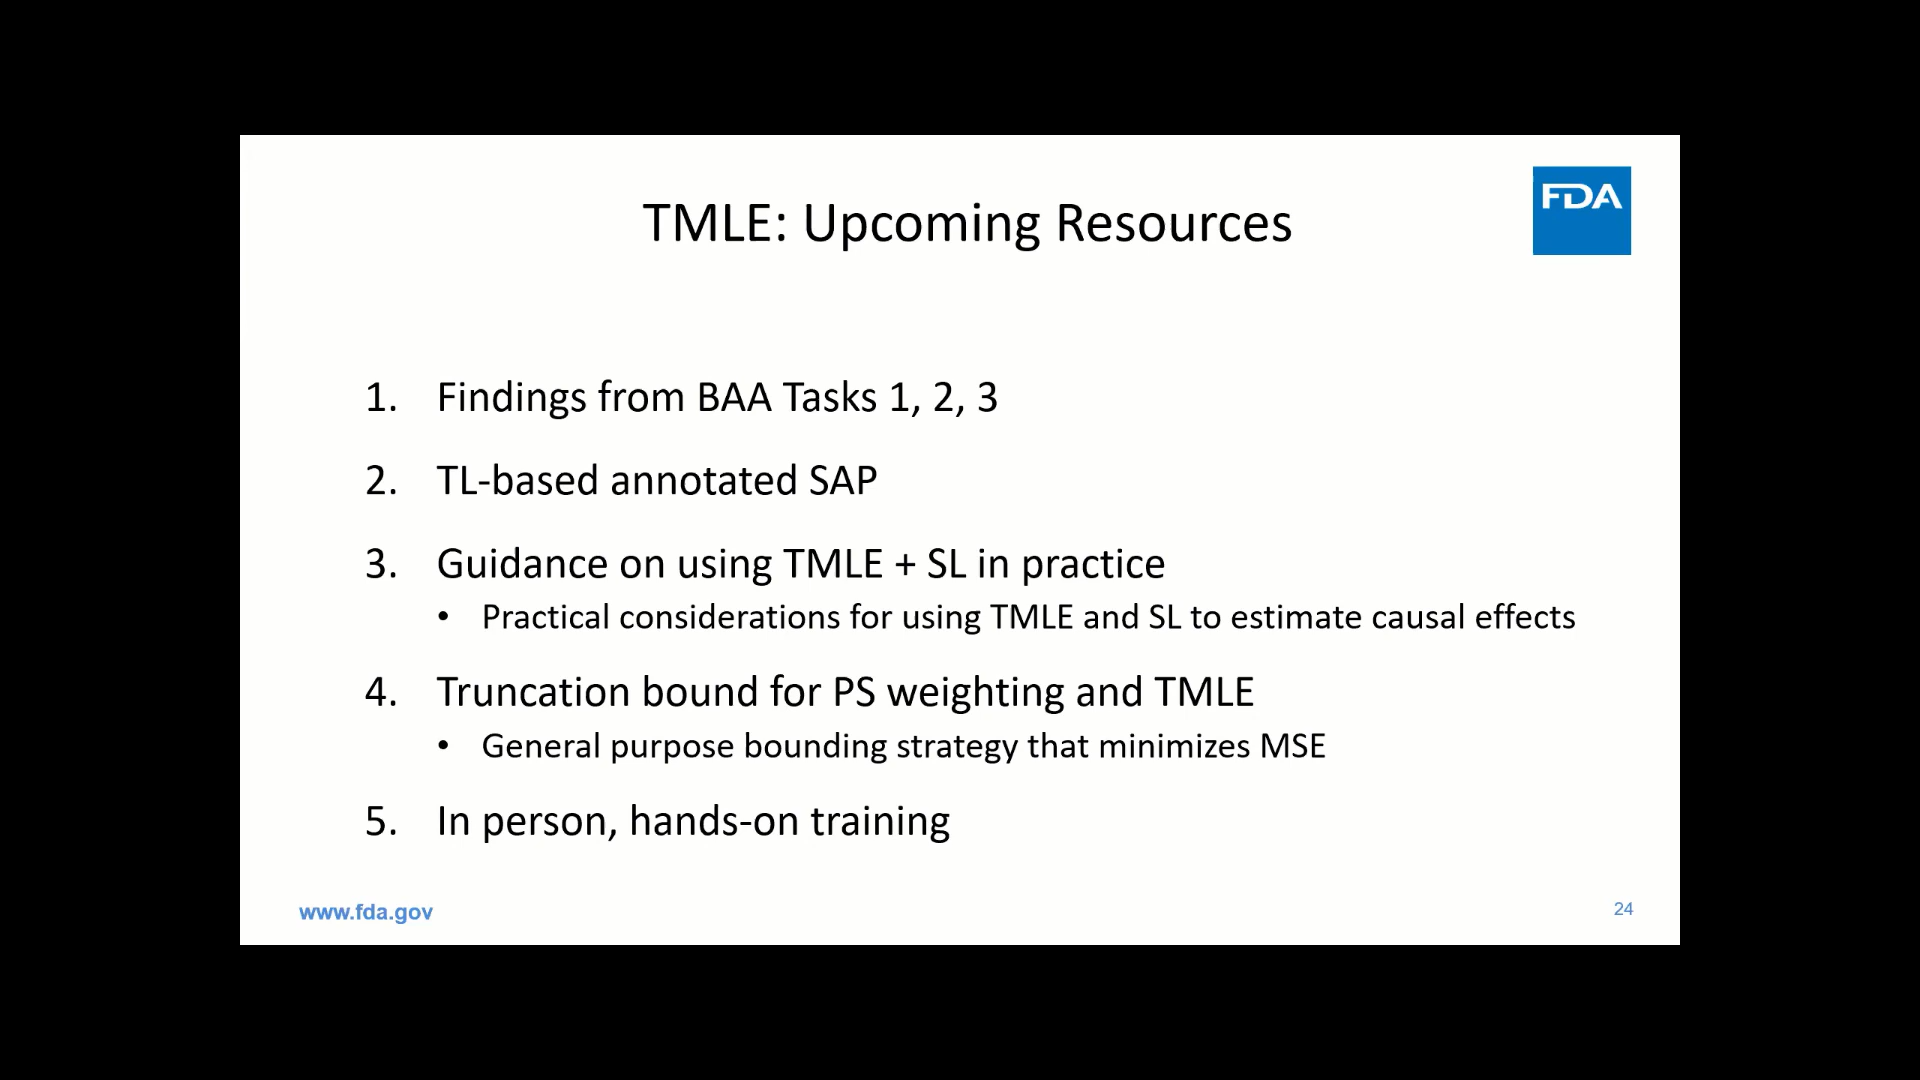 TMLE: Upcoming Resources
FDA
1. Findings from BAA Tasks 1, 2, 3
2. TL-based annotated SAP
3. Guidance on using TMLE + SL in practice
• Practical considerations for using TMLE and SL to estimate causal effects
4. Truncation bound for PS weighting and TMLE
• General purpose bounding strategy that minimizes MSE
5. In person, hands-on training
www.fda.gov
24